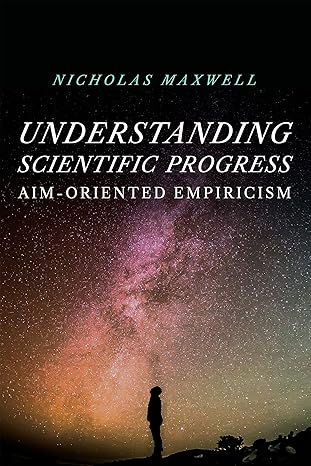 NICHOLAS MAXWELL
UNDERSTANDING
SCIENTIFIC PROGRESS
AIM-ORIENTED EMPIRICISM